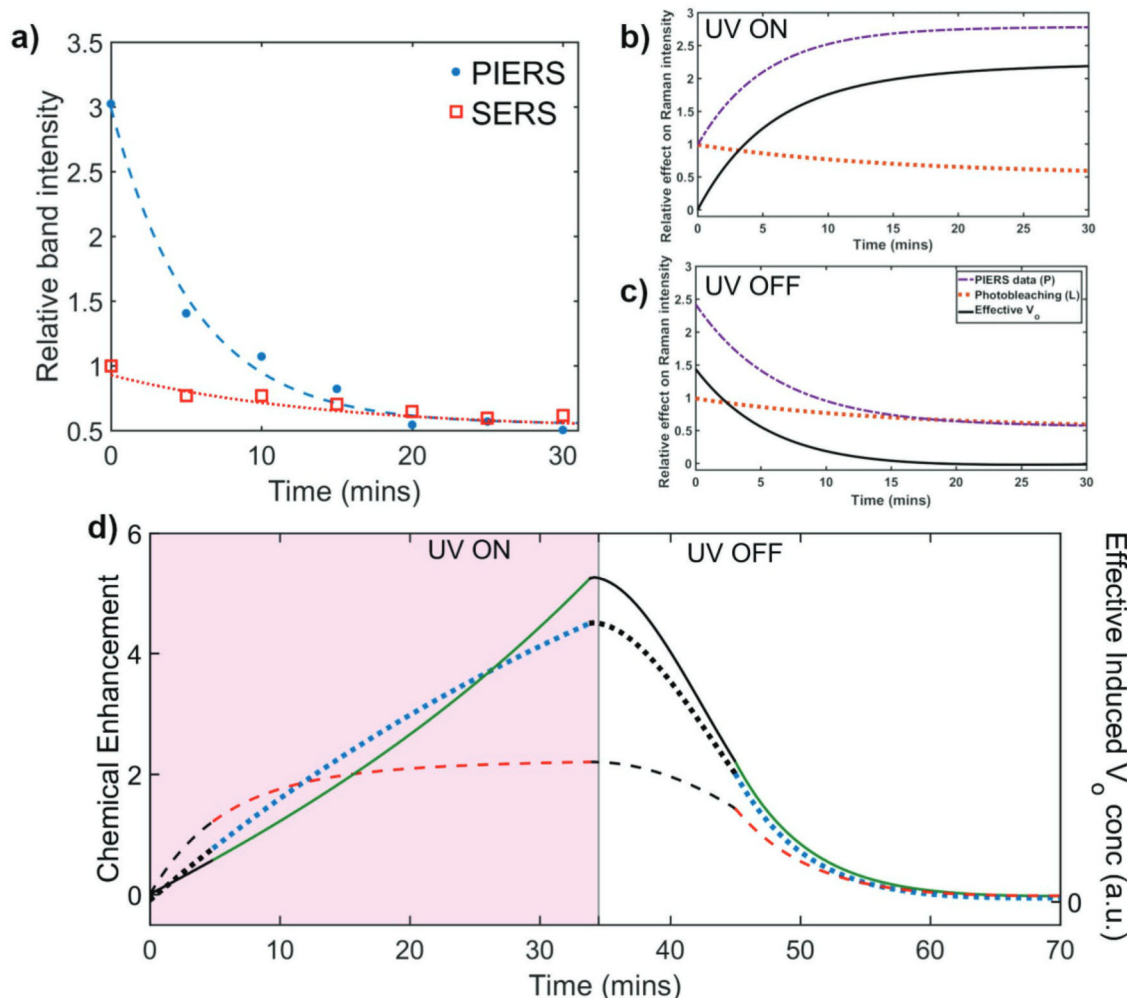 a)
3.5
3
2.5
2
1.5
1
0.5
Relative band intensity
PIERS
SERS
0
10
20
30
Time (mins)
b)
UV ON
3
2.5
2
1.5
1
0.5
0
Relative effect on Raman intensity
0
5
10
15
20
25
30
Time (mins)
c)
UV OFF
3
2.5
2
1.5
1
0.5
0
Relative effect on Raman intensity
PIERS data (P)
Photobleaching (L)
Effective Vo
0
5
10
15
20
25
30
Time (mins)
d)
UV ON
UV OFF
6
4
2
0
Chemical Enhancement
0
Effective Induced Vo conc (a.u.)
0
10
20
30
40
50
60
70
Time (mins)